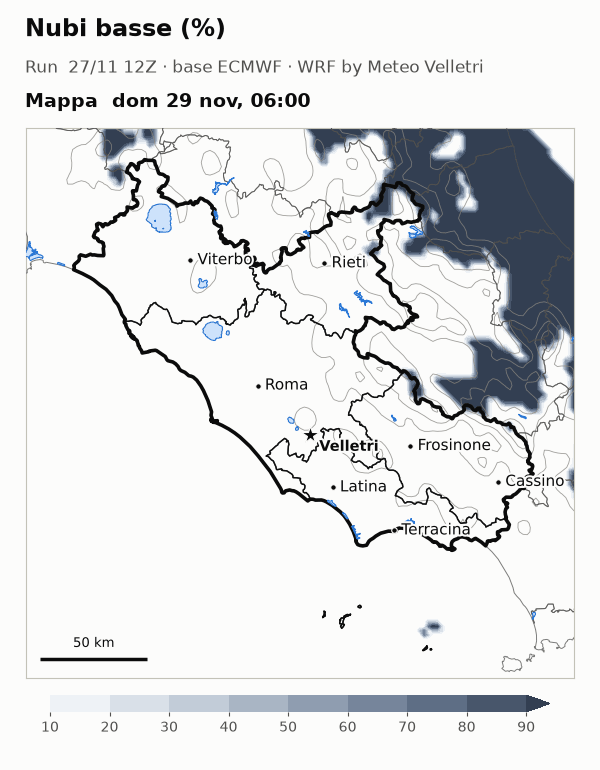 Nubi basse (%)
Run  27/11 12Z · base ECMWF · WRF by Meteo Velletri
Mappa  dom 29 nov, 06:00
Viterbo
Rieti
Roma
Velletri
Frosinone
Cassino
Latina
Terracina
50 km
10 20 30 40 50 60 70 80 90